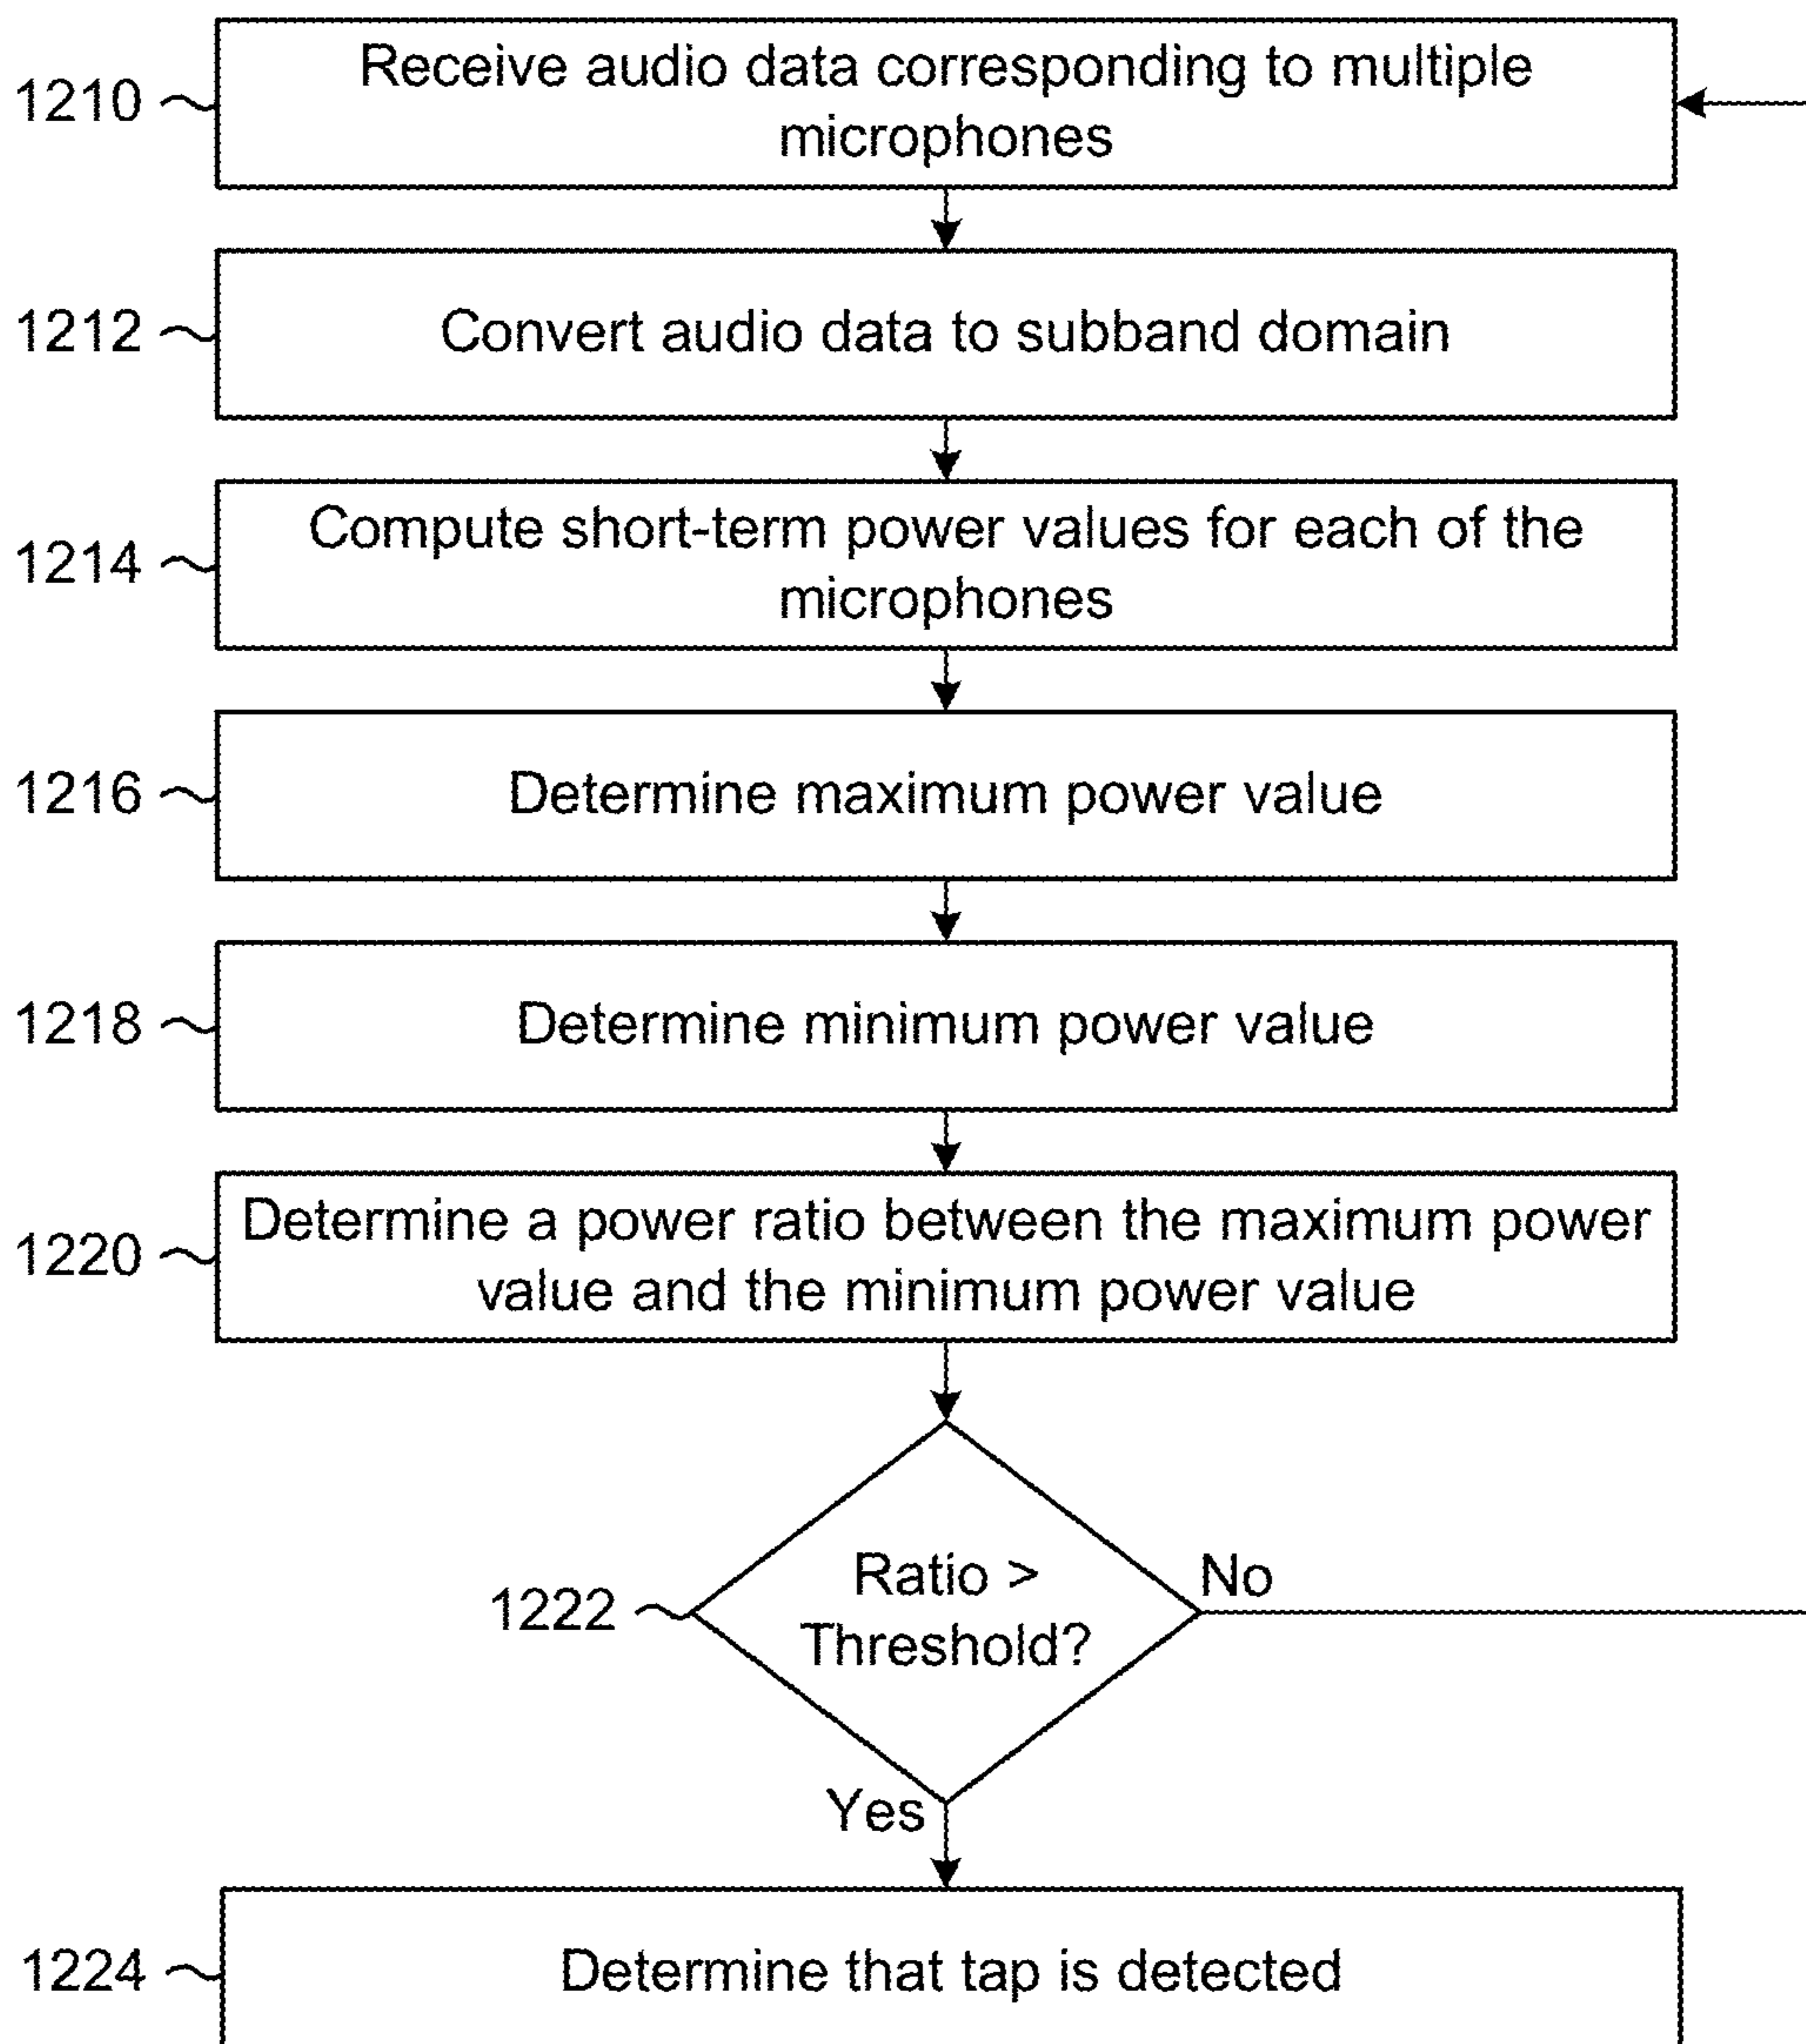 1210
Receive audio data corresponding to multiple
microphones
1212
Convert audio data to subband domain
1214
Compute short-term power values for each of the
microphones
1216
Determine maximum power value
1218
Determine minimum power value
1220
Determine a power ratio between the maximum power
value and the minimum power value
1222
Ratio >
Threshold?
No
Yes
1224
Determine that tap is detected